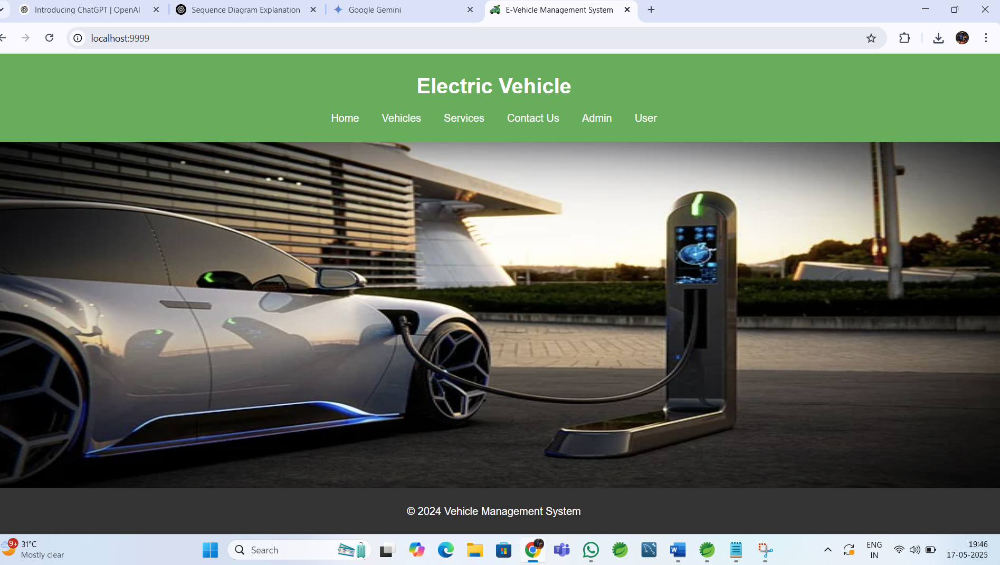 Introducing ChatGPT | OpenAI
Sequence Diagram Explanation
Google Gemini
E-Vehicle Management System
localhost:9999
Electric Vehicle
Home Vehicles Services Contact Us Admin User
© 2024 Vehicle Management System
9+
31°C
Mostly clear
Search
ENG
IN
19:46
17-05-2025